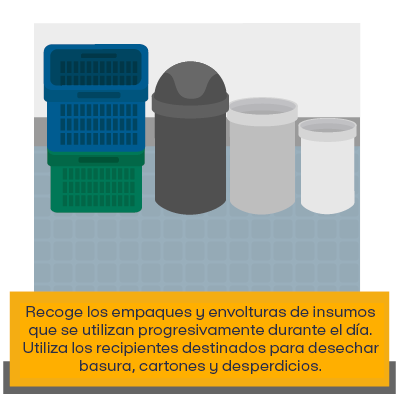 Recoge los empaques y envolturas de insumos
que se utilizan progresivamente durante el día.
Utiliza los recipientes destinados para desechar
basura, cartones y desperdicios.